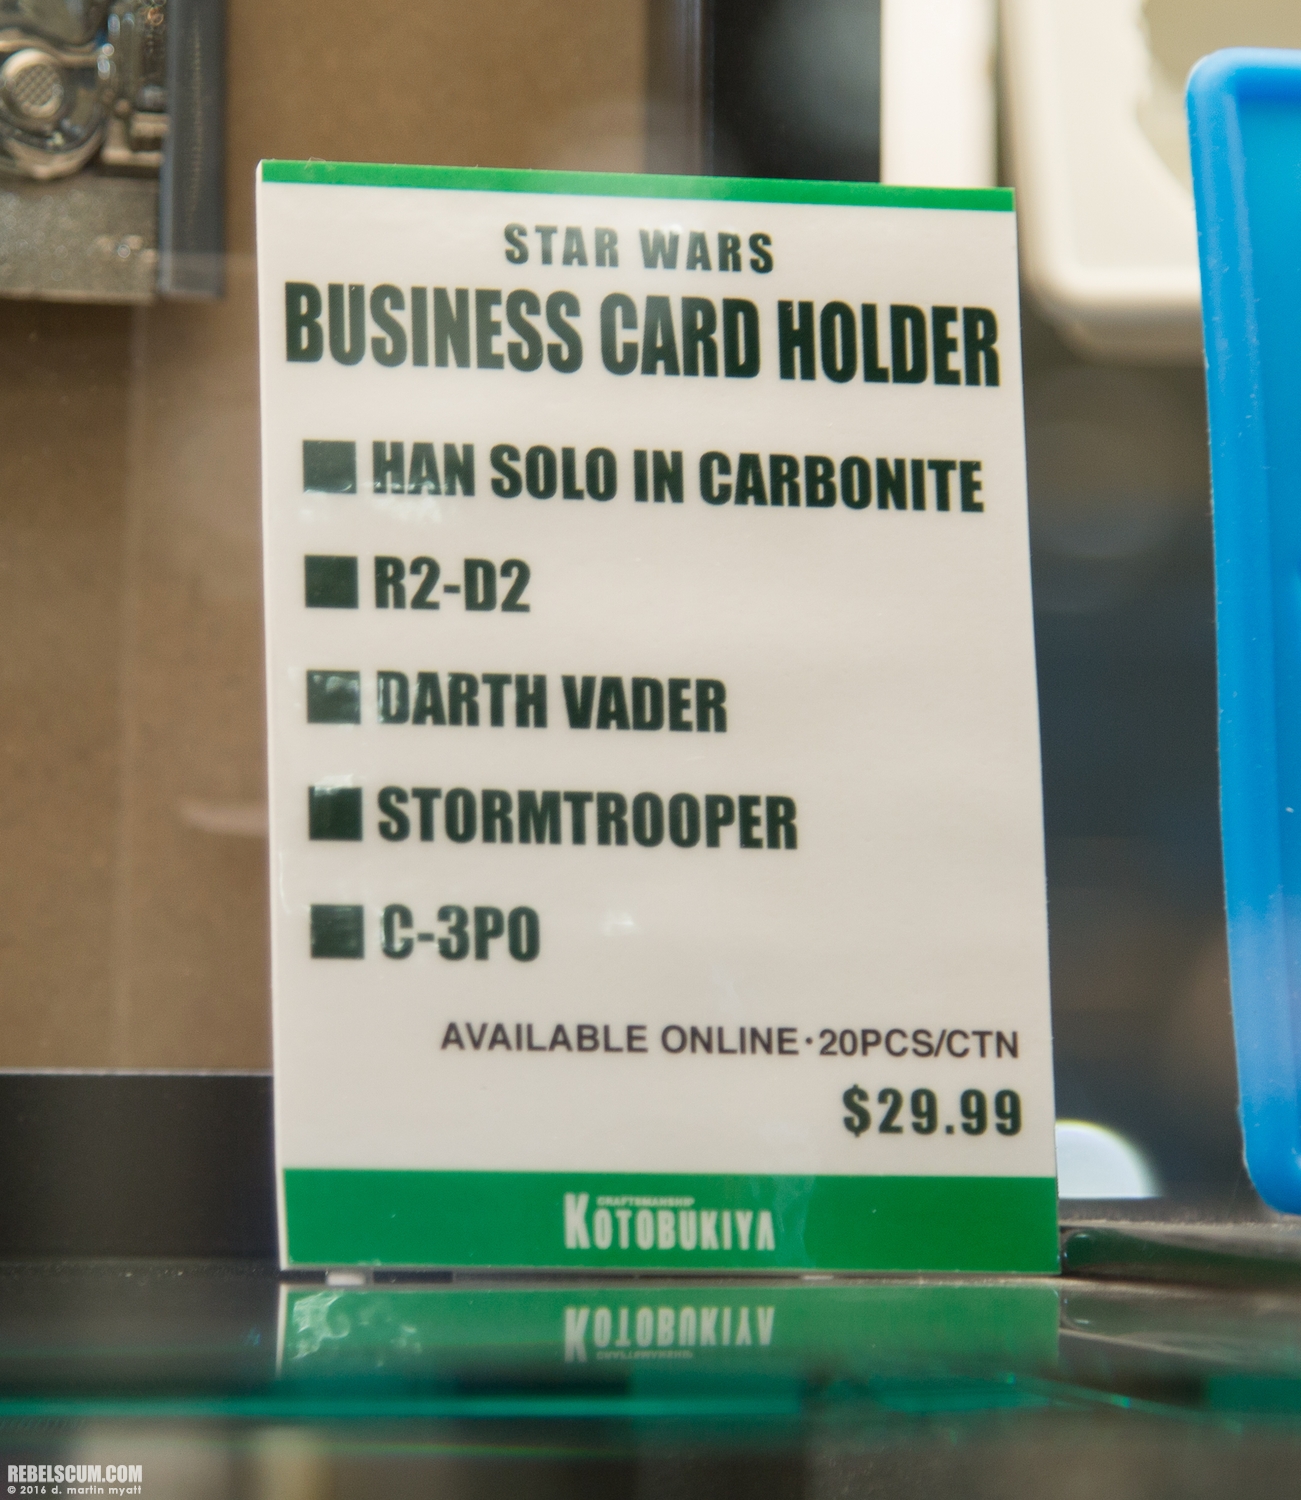 STAR WARS
BUSINESS CARD HOLDER
■ HAN SOLO IN CARBONITE
■ R2-D2
■ DARTH VADER
■ STORMTROOPER
■ C-3PO
AVAILABLE ONLINE·20PCS/CTN
$29.99
CRAFTSMANSHIP
KOTOBUKIYA
REBELSCUM.COM
© 2016 d. martin myatt